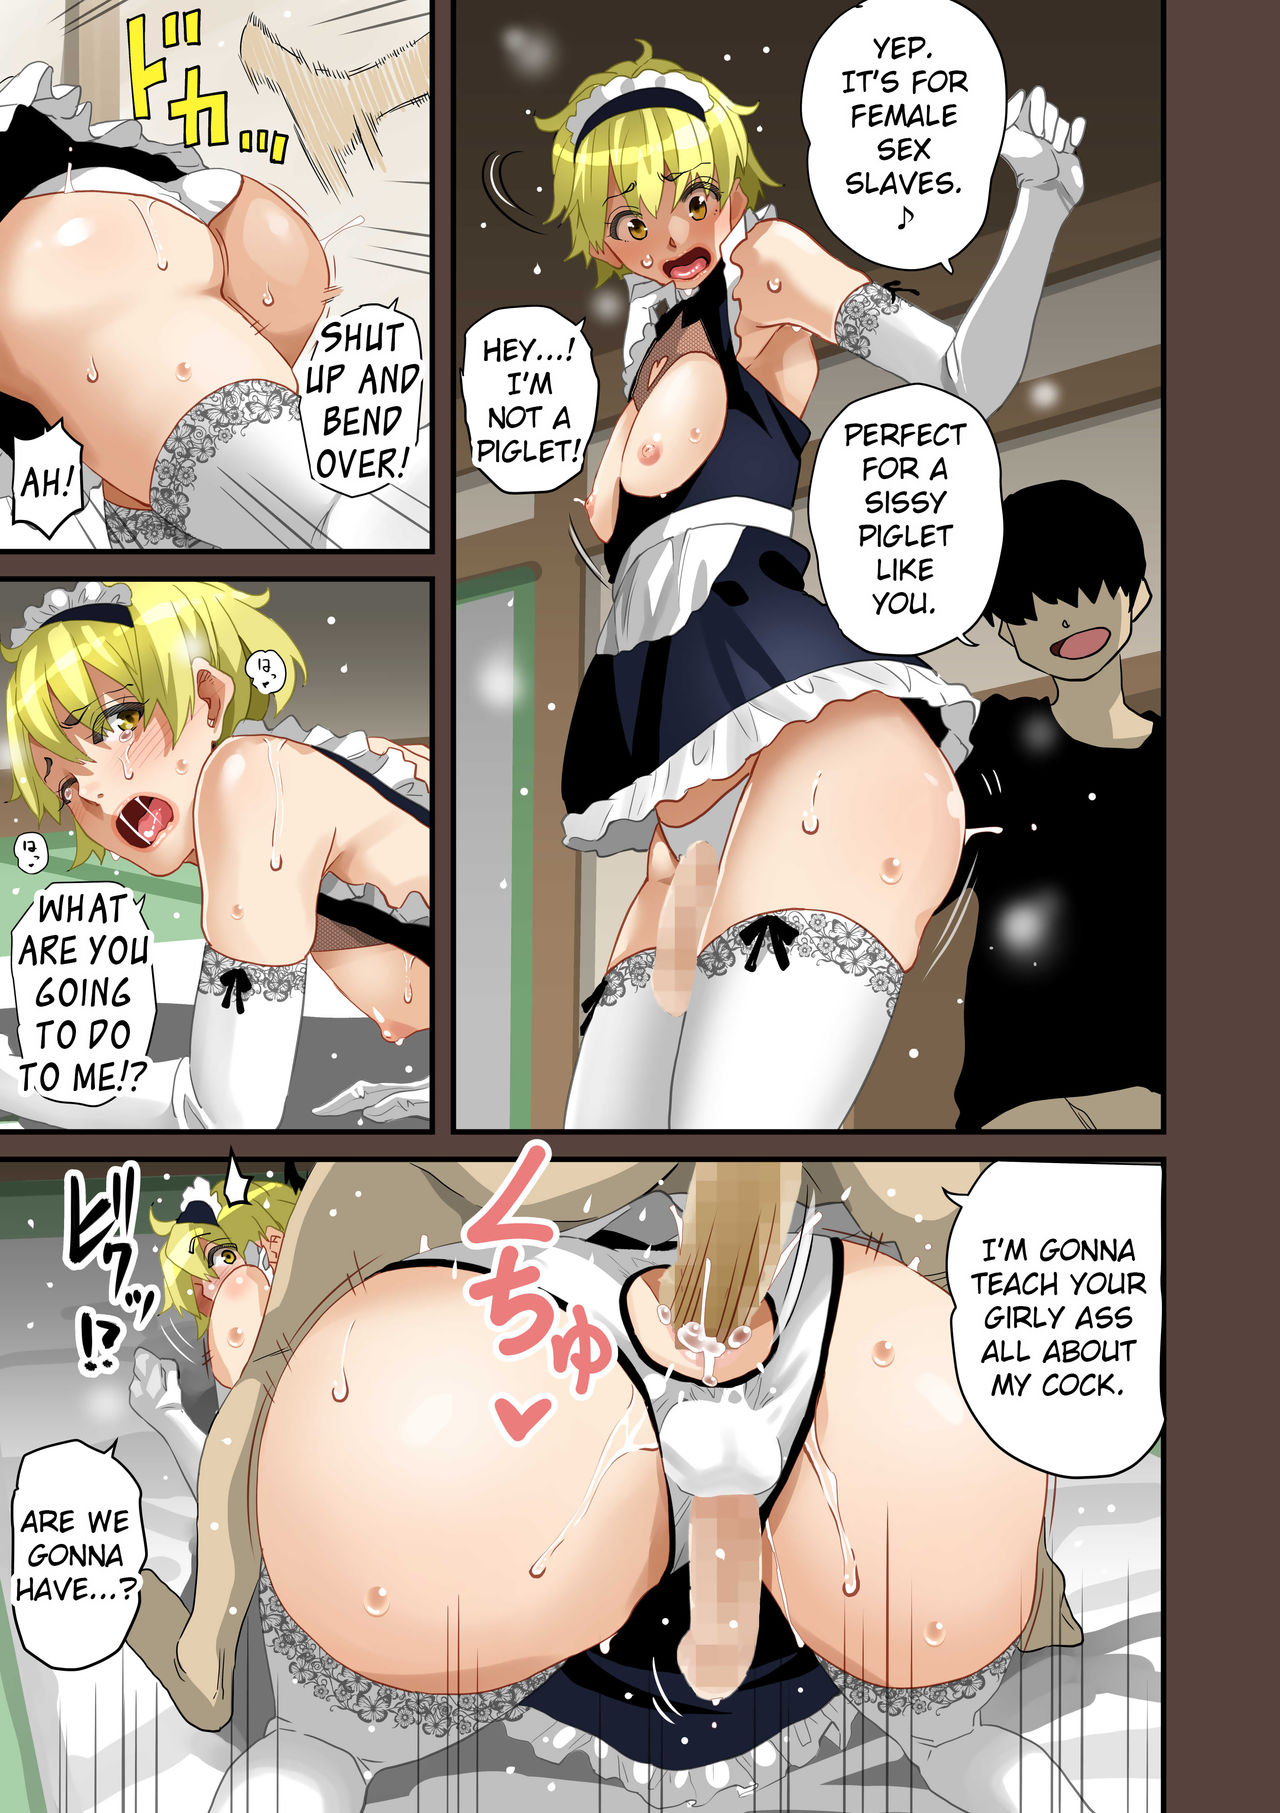 YEP.
IT'S FOR
FEMALE
SEX
SLAVES.
♪
HEY...!
I'M
NOT A
PIGLET!
PERFECT
FOR A
SISSY
PIGLET
LIKE
YOU.
ドカ...
SHUT
UP AND
BEND
OVER!
AH!
はっ
はっ
WHAT
ARE YOU
GOING
TO DO
TO ME!?
I'M GONNA
TEACH YOUR
GIRLY ASS
ALL ABOUT
MY COCK.
くちゅ
♥
ビクッ
!?
ARE WE
GONNA
HAVE...?